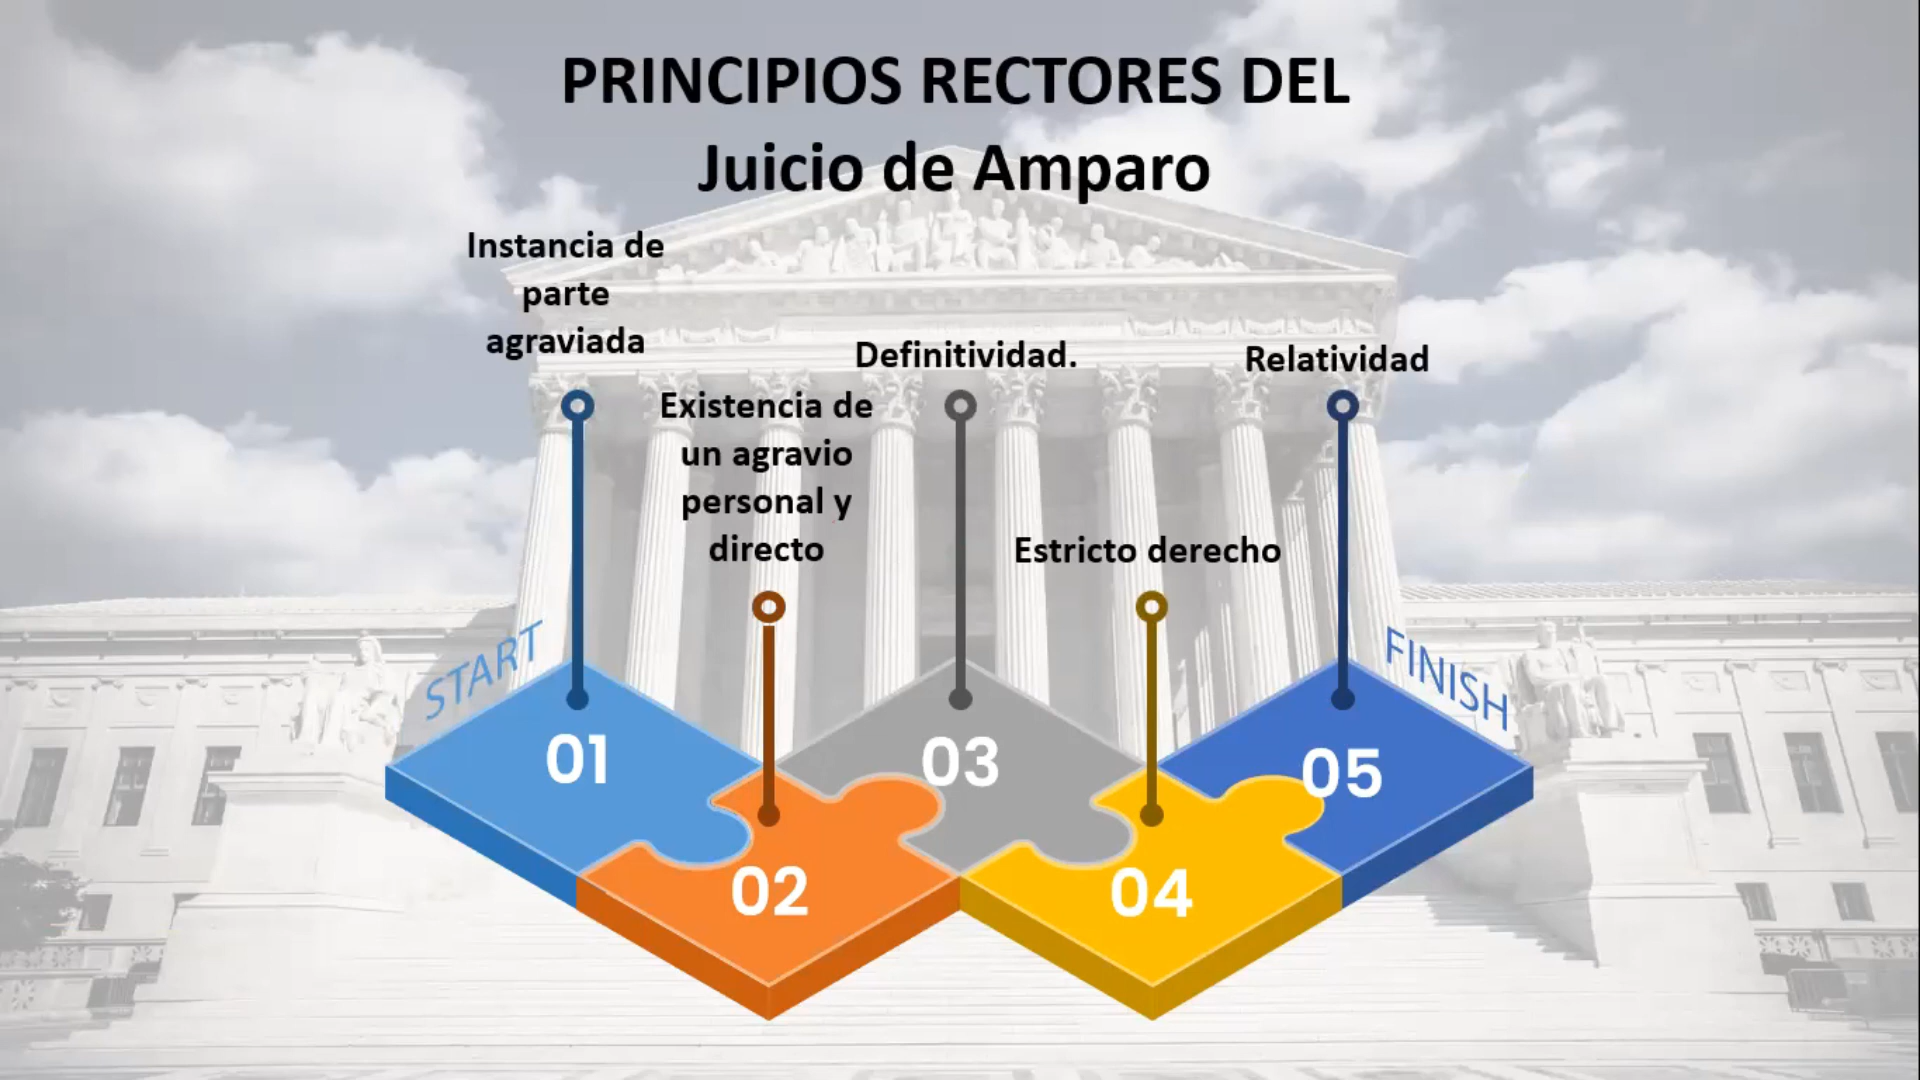 PRINCIPIOS RECTORES DEL
Juicio de Amparo
Instancia de
parte
agraviada
Existencia de
un agravio
personal y
directo
Definitividad.
Estricto derecho
Relatividad
START
FINISH
01
02
03
04
05